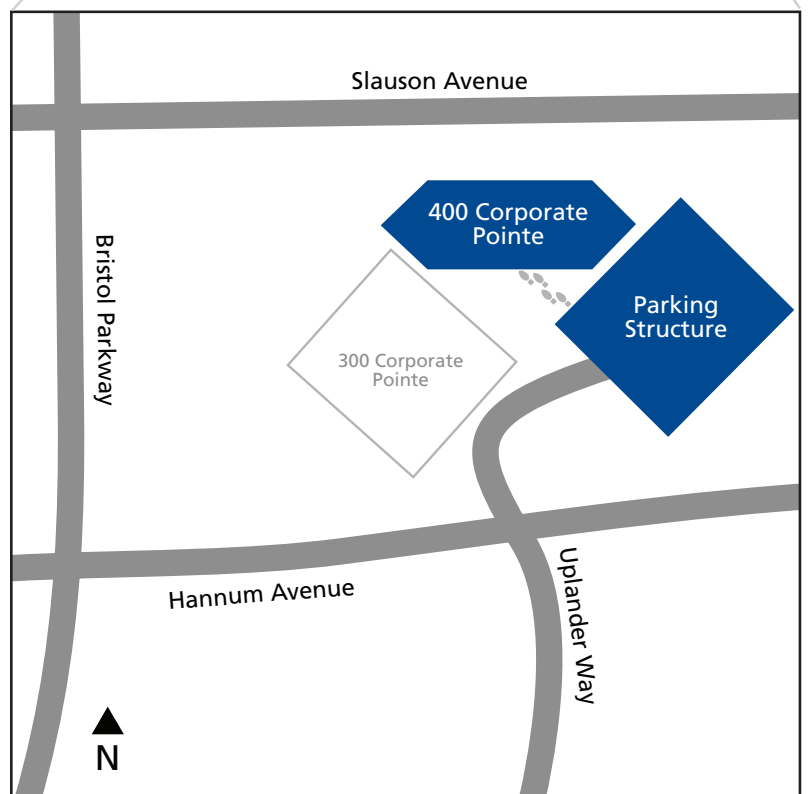 Slauson Avenue
400 Corporate
Pointe
Bristol Parkway
Parking
Structure
300 Corporate
Pointe
Hannum Avenue
Uplander Way
N